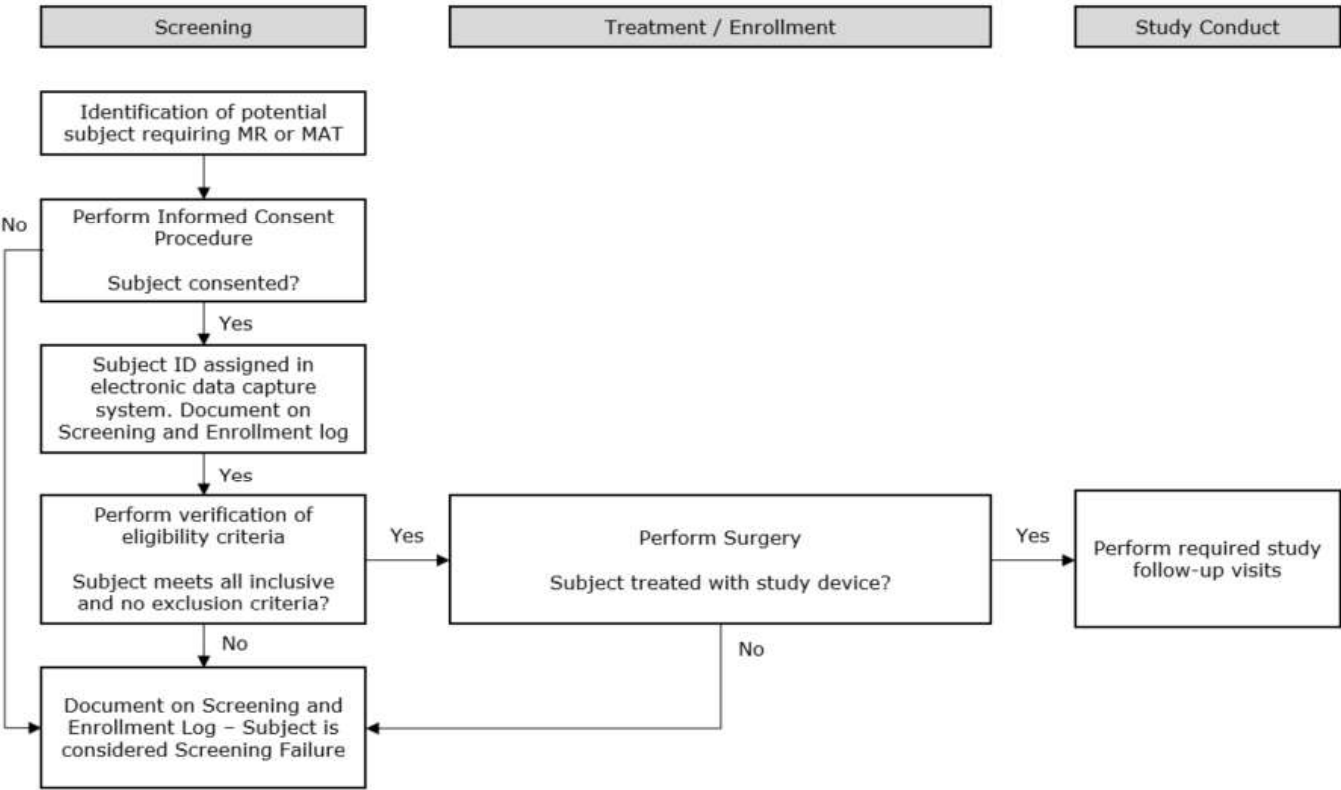 Screening
Treatment / Enrollment
Study Conduct
Identification of potential
subject requiring MR or MAT
No
Perform Informed Consent
Procedure
Subject consented?
Yes
Subject ID assigned in
electronic data capture
system. Document on
Screening and Enrollment log
Yes
Perform verification of
eligibility criteria
Subject meets all inclusive
and no exclusion criteria?
Yes
Perform Surgery
Subject treated with study device?
Yes
Perform required study
follow-up visits
No
No
Document on Screening and
Enrollment Log – Subject is
considered Screening Failure